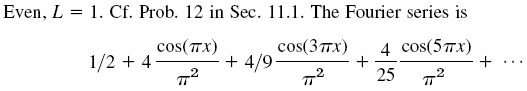 Even, L = 1. Cf. Prob. 12 in Sec. 11.1. The Fourier series is
1/2 + 4 cos(πx)/π² + 4/9 cos(3πx)/π² + 4/25 cos(5πx)/π² + ···